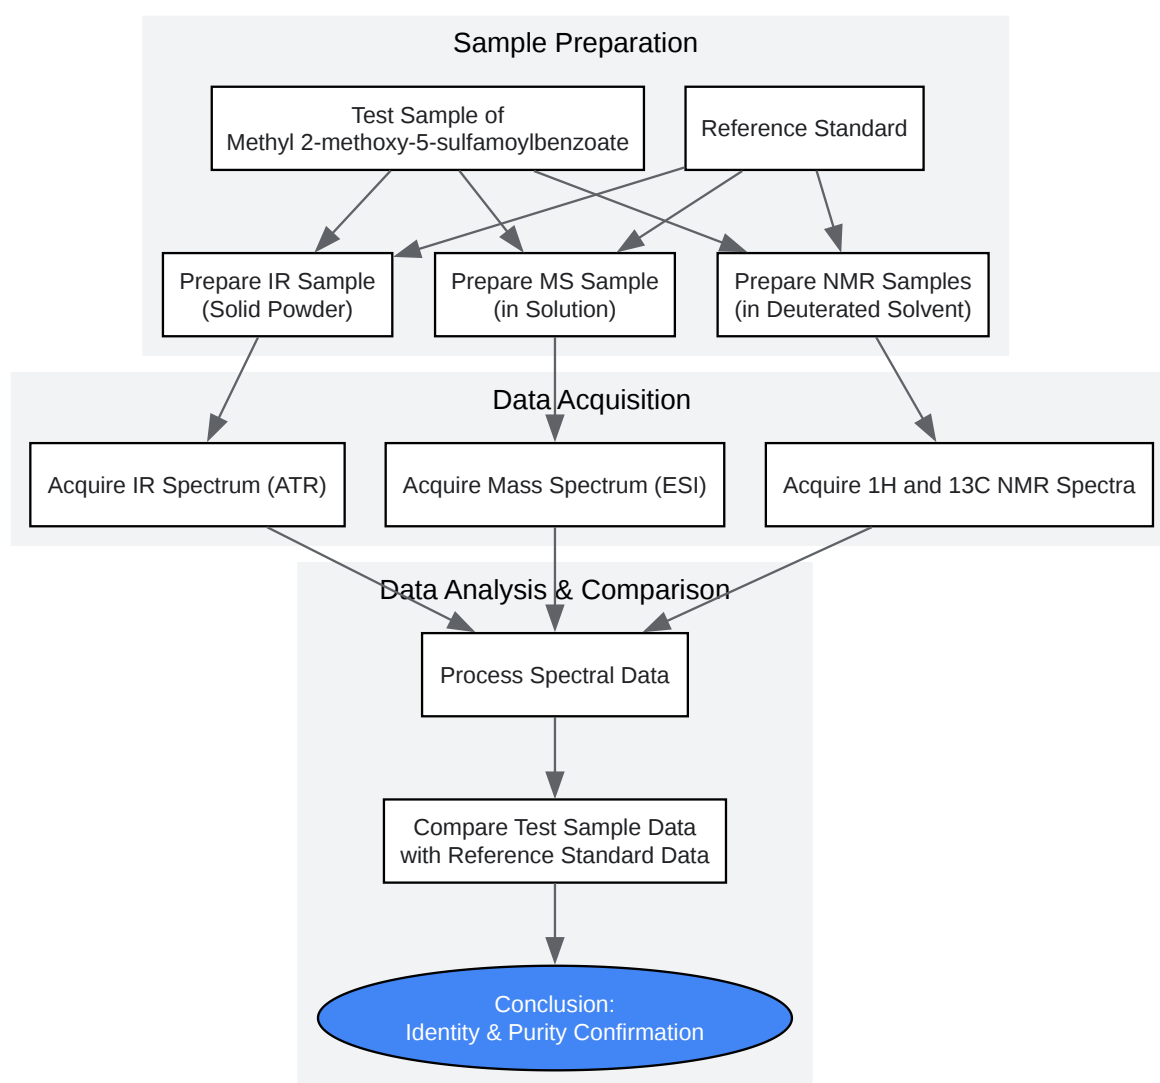 Sample Preparation
Test Sample of
Methyl 2-methoxy-5-sulfamoylbenzoate
Reference Standard
Prepare IR Sample
(Solid Powder)
Prepare MS Sample
(in Solution)
Prepare NMR Samples
(in Deuterated Solvent)
Data Acquisition
Acquire IR Spectrum (ATR)
Acquire Mass Spectrum (ESI)
Acquire 1H and 13C NMR Spectra
Data Analysis & Comparison
Process Spectral Data
Compare Test Sample Data
with Reference Standard Data
Conclusion:
Identity & Purity Confirmation